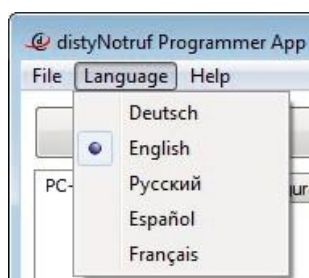 distyNotruf Programmer App
File Language Help
Deutsch
English
Русский
Español
Français
PC-